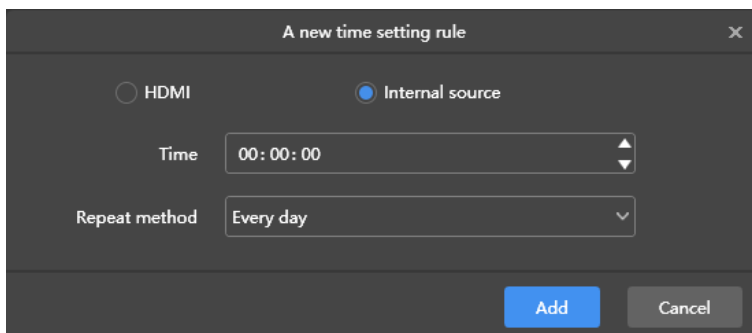 A new time setting rule
HDMI Internal source
Time 00:00:00
Repeat method Every day
Add Cancel